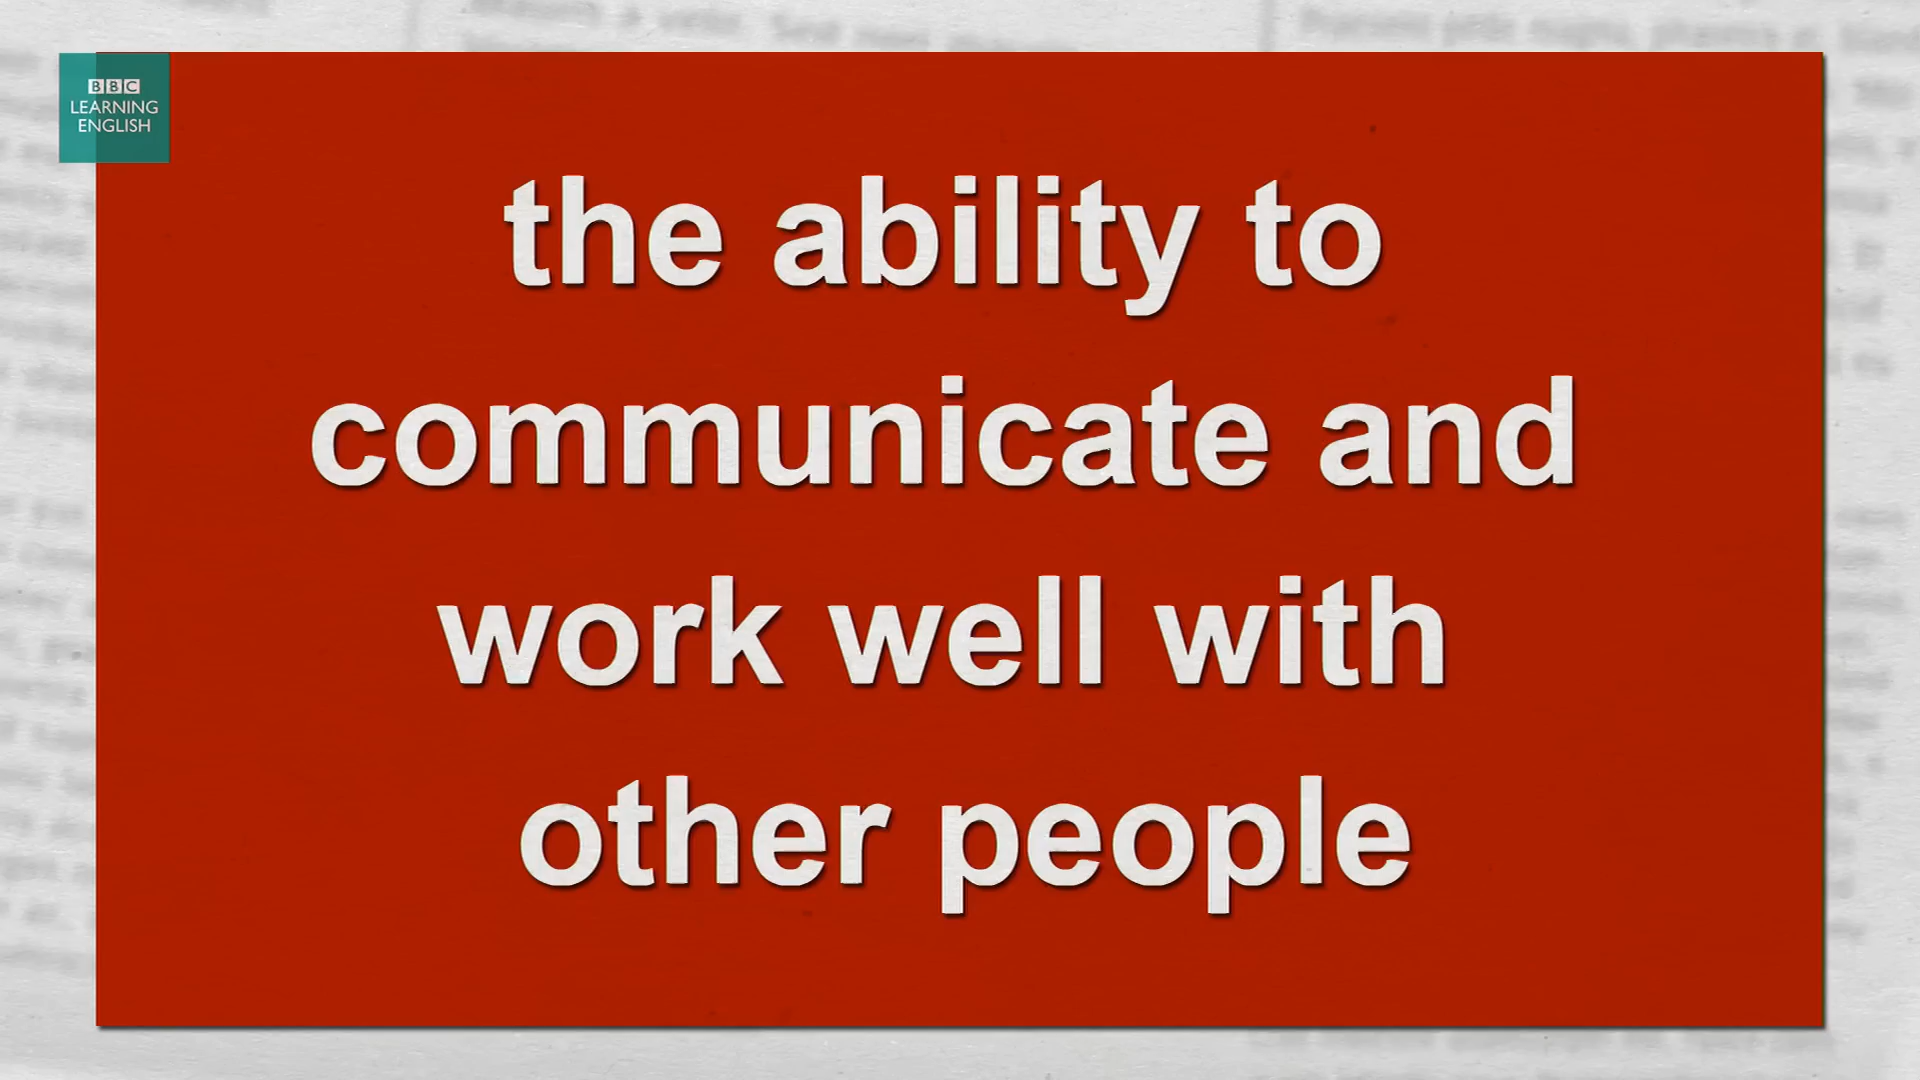 BBC
LEARNING
ENGLISH
the ability to
communicate and
work well with
other people